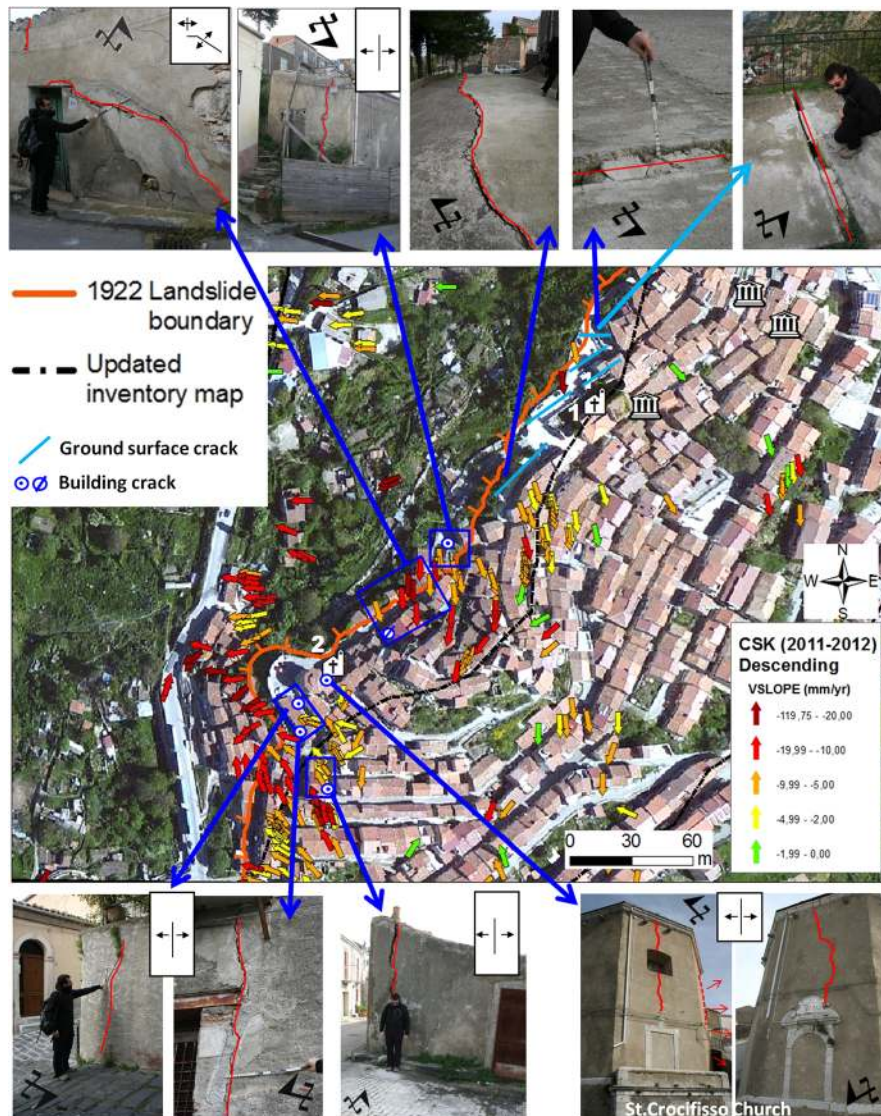 1922 Landslide
boundary
Updated
inventory map
Ground surface crack
Building crack
1
2
N
W E
S
CSK (2011-2012)
Descending
VSLOPE (mm/yr)
-119,75 - -20,00
-19,99 - -10,00
-9,99 - -5,00
-4,99 - -2,00
-1,99 - 0,00
0 30 60
m
St.Crocifisso Church